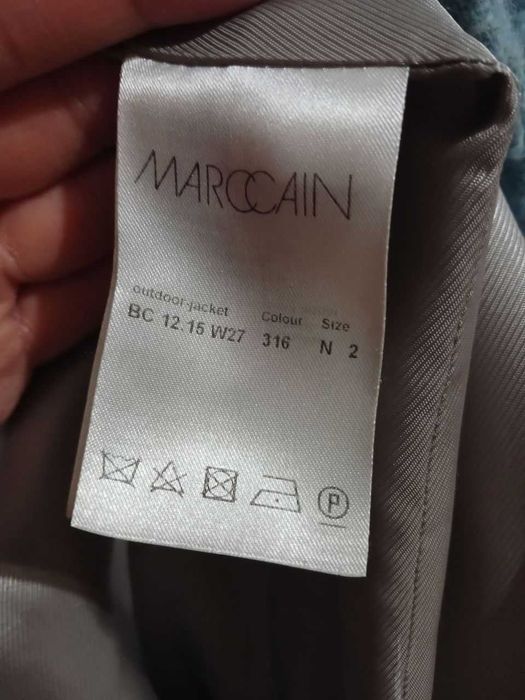 MARCCAIN
outdoor-jacket Colour Size
BC 12.15 W27 316 N 2
P